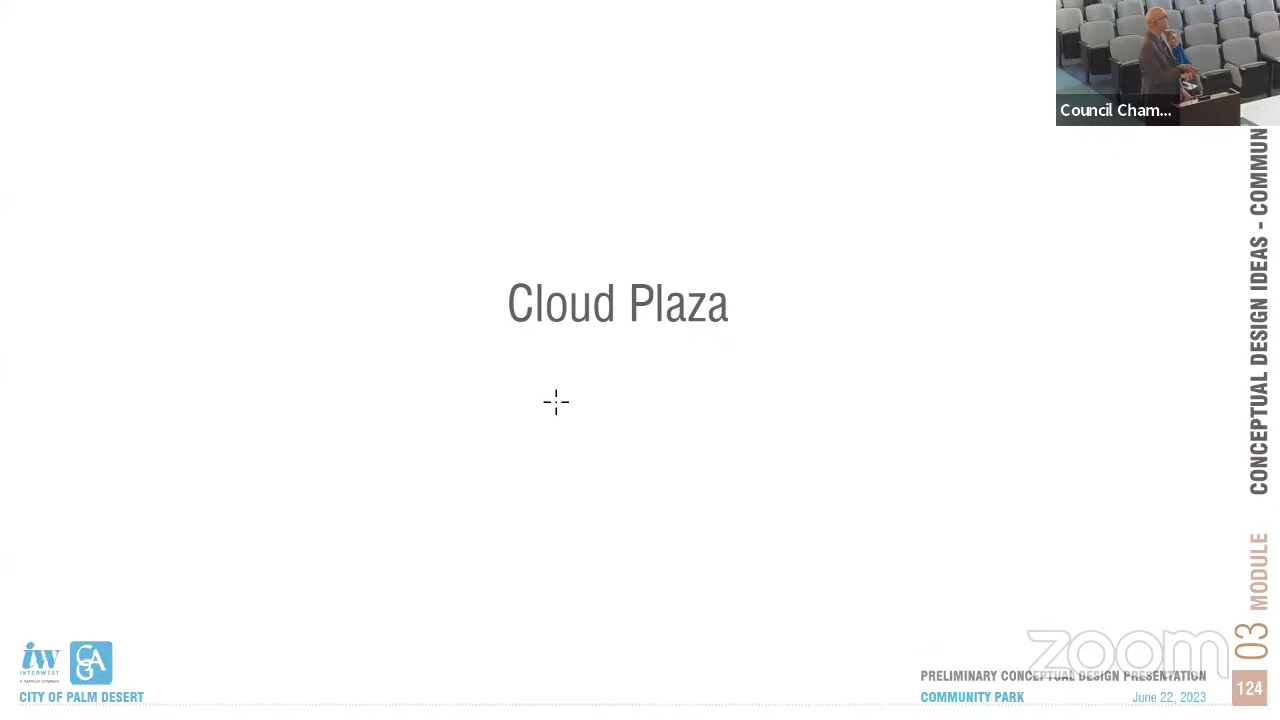 Council Cham...
Cloud Plaza
CONCEPTUAL DESIGN IDEAS - COMMUN
03 MODULE
124
iw
INTERWEST
CGA
CITY OF PALM DESERT
zoom
PRELIMINARY CONCEPTUAL DESIGN PRESENTATION
COMMUNITY PARK
June 22, 2023